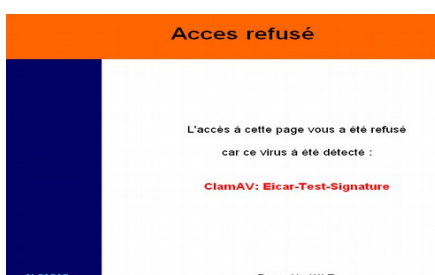 Acces refusé
L'accès á cette page vous a été refusé
car ce virus á été détecté :
ClamAV: Eicar-Test-Signature